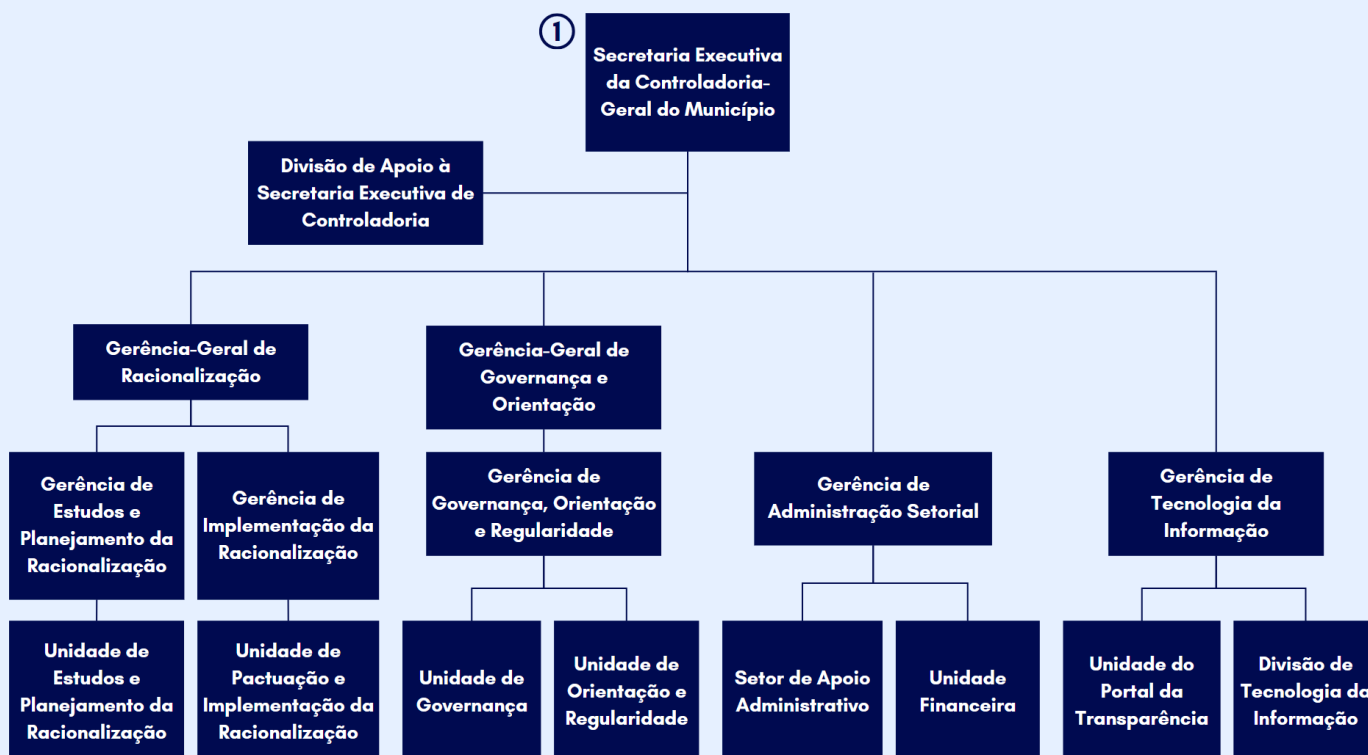 1
Secretaria Executiva
da Controladoria-
Geral do Município
Divisão de Apoio à
Secretaria Executiva de
Controladoria
Gerência-Geral de
Racionalização
Gerência-Geral de
Governança e
Orientação
Gerência de
Estudos e
Planejamento da
Racionalização
Gerência de
Implementação da
Racionalização
Gerência de
Governança, Orientação
e Regularidade
Gerência de
Administração Setorial
Gerência de
Tecnologia da
Informação
Unidade de
Estudos e
Planejamento da
Racionalização
Unidade de
Pactuação e
Implementação da
Racionalização
Unidade de
Governança
Unidade de
Orientação e
Regularidade
Setor de Apoio
Administrativo
Unidade
Financeira
Unidade do
Portal da
Transparência
Divisão de
Tecnologia da
Informação